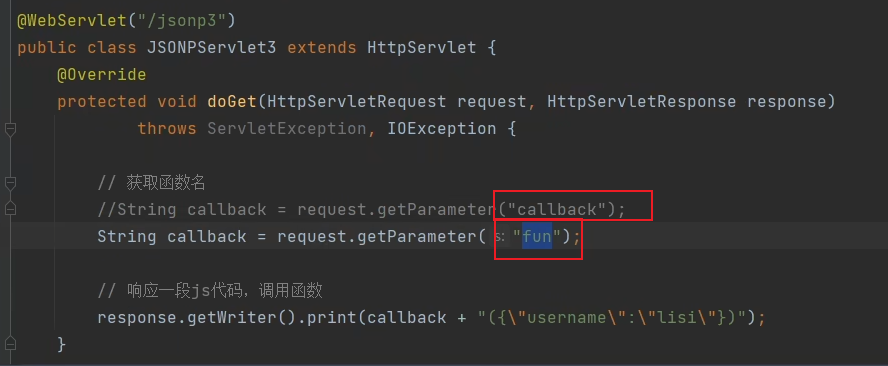 @WebServlet("/jsonp3")
public class JSONPServlet3 extends HttpServlet {
@Override
protected void doGet(HttpServletRequest request, HttpServletResponse response)
throws ServletException, IOException {
// 获取函数名
//String callback = request.getParameter("callback");
String callback = request.getParameter( s: "fun");
// 响应一段js代码，调用函数
response.getWriter().print(callback + "({\"username\":\"lisi\"})");
}